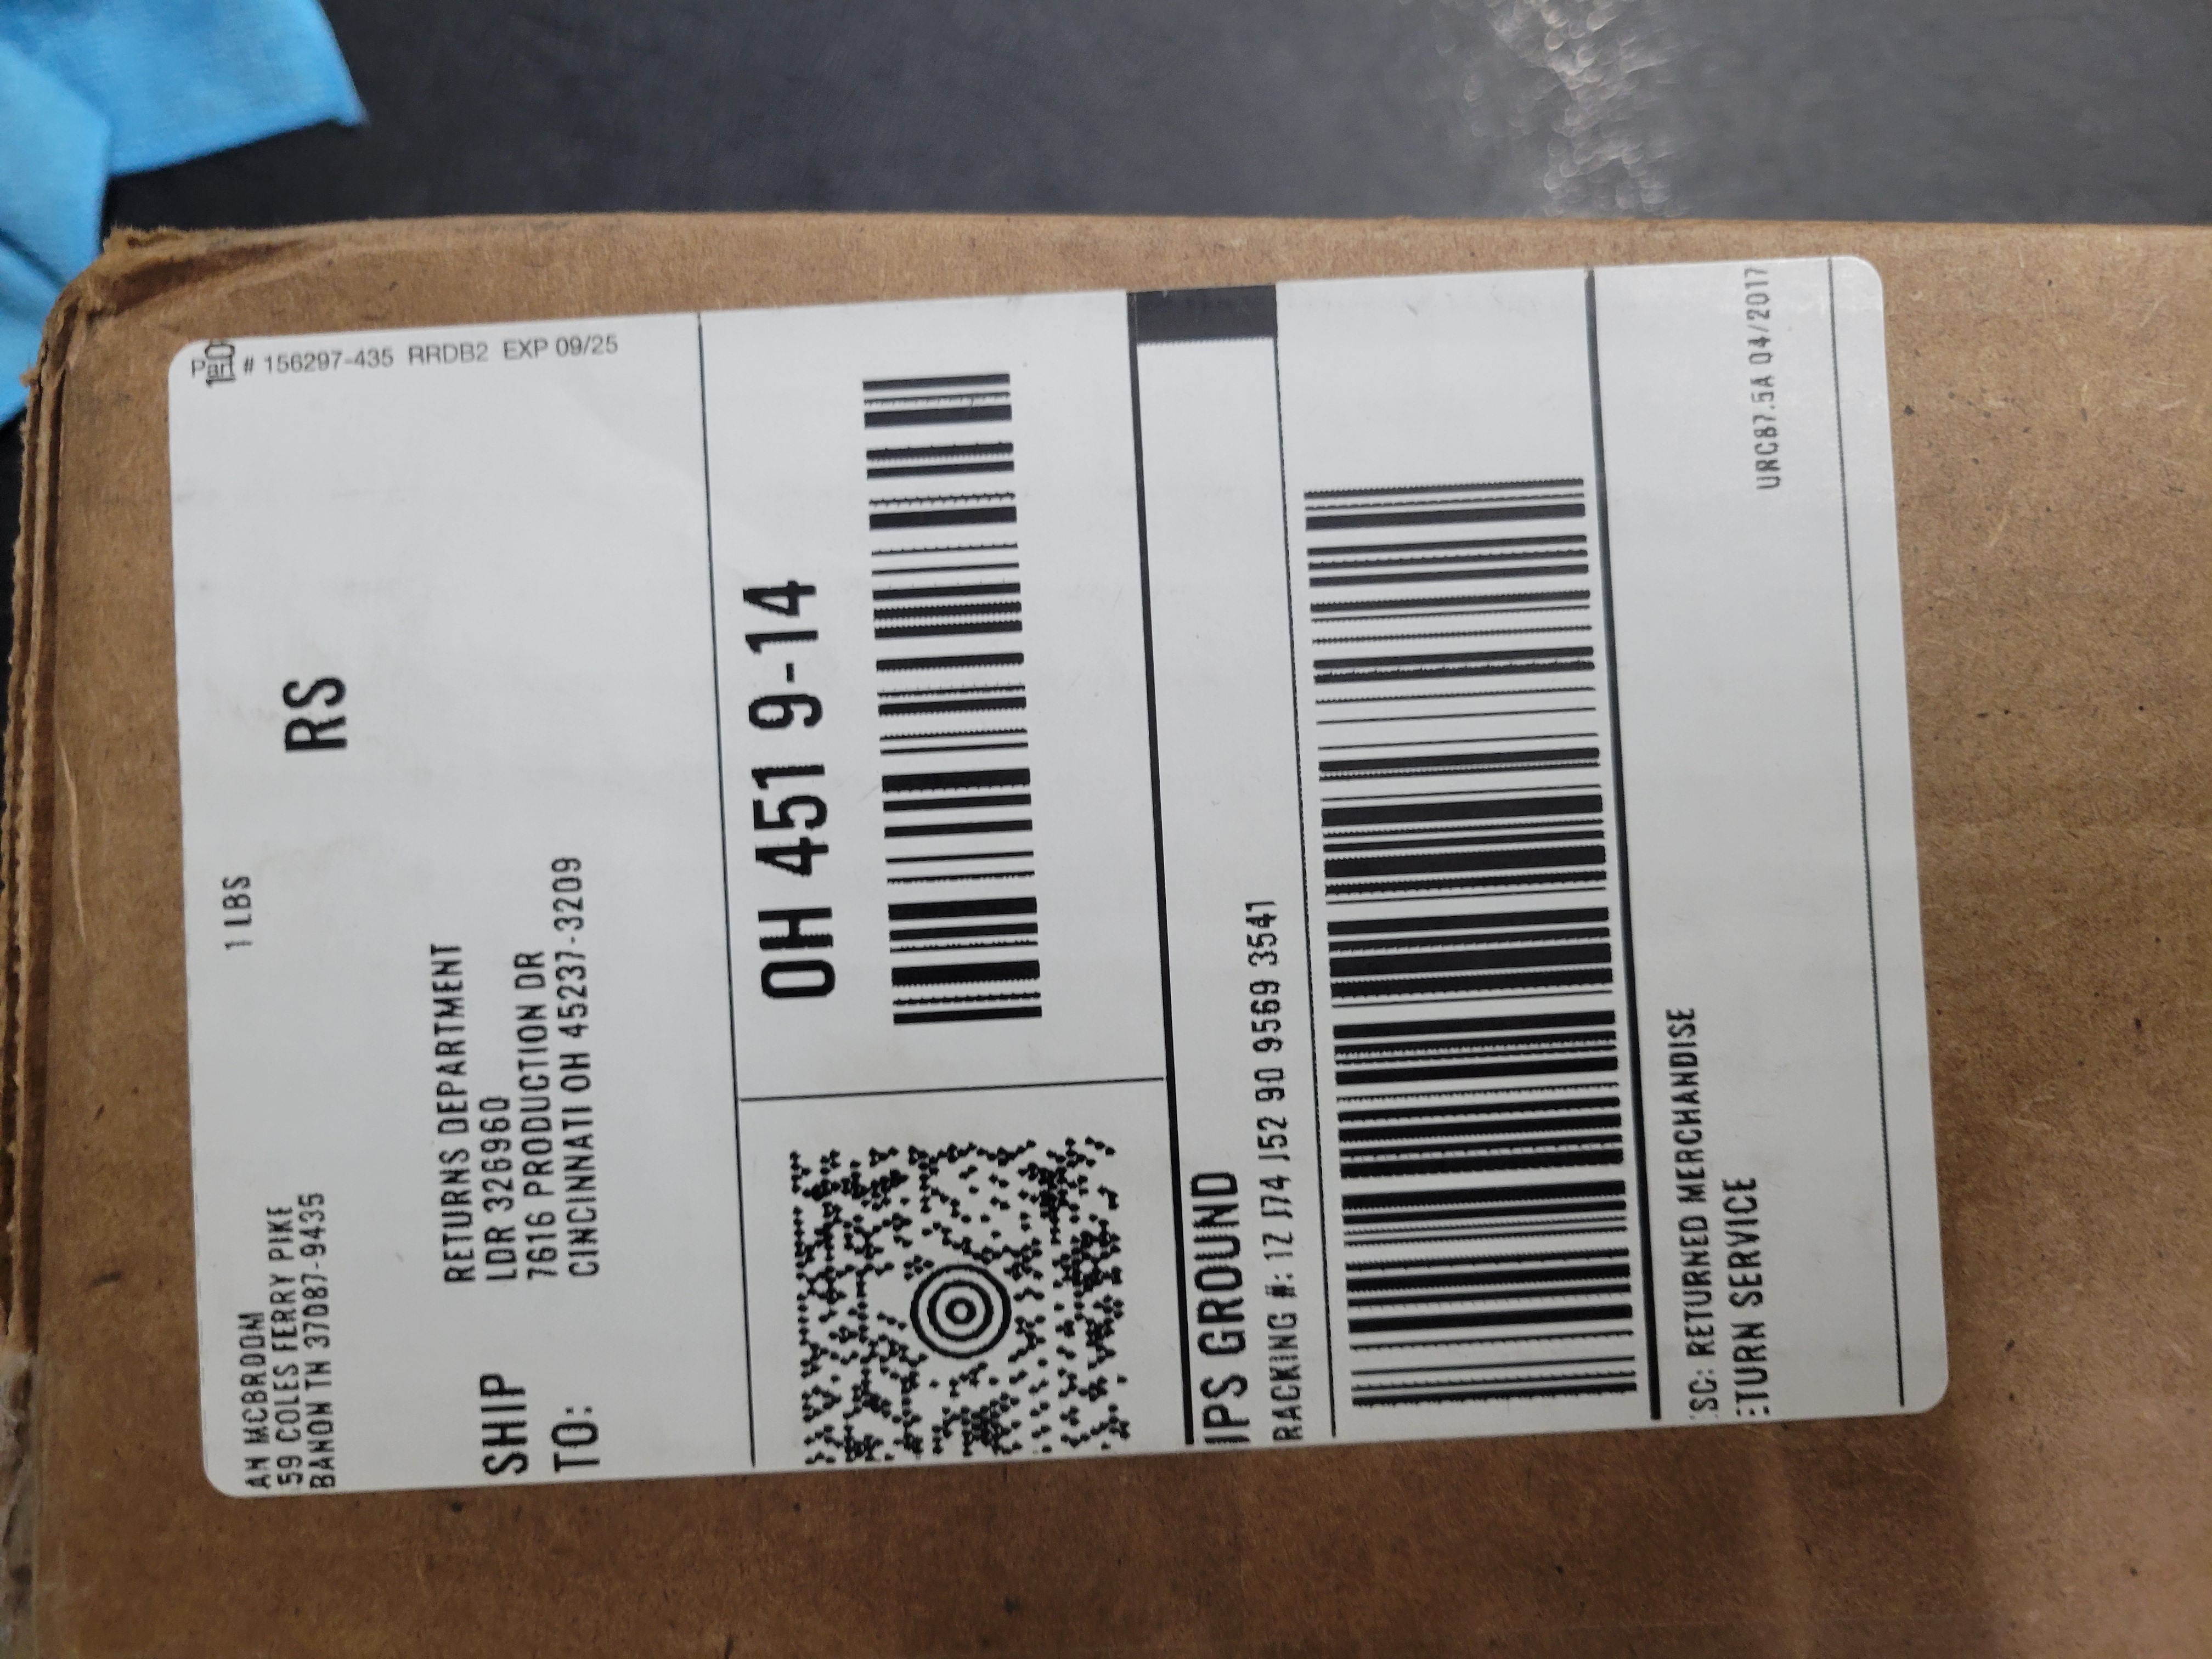 AN MCBROOM
59 COLES FERRY PIKE
BANON TN 37087-9435
1 LBS
RS
Part # 156297-435 RRDB2 EXP 09/25
SHIP
TO:
RETURNS DEPARTMENT
LDR 326960
7616 PRODUCTION DR
CINCINNATI OH 45237-3209
OH 451 9-14
IPS GROUND
RACKING #: 1Z J74 J52 90 9569 3541
SC: RETURNED MERCHANDISE
ETURN SERVICE
URC87.5A 04/2017